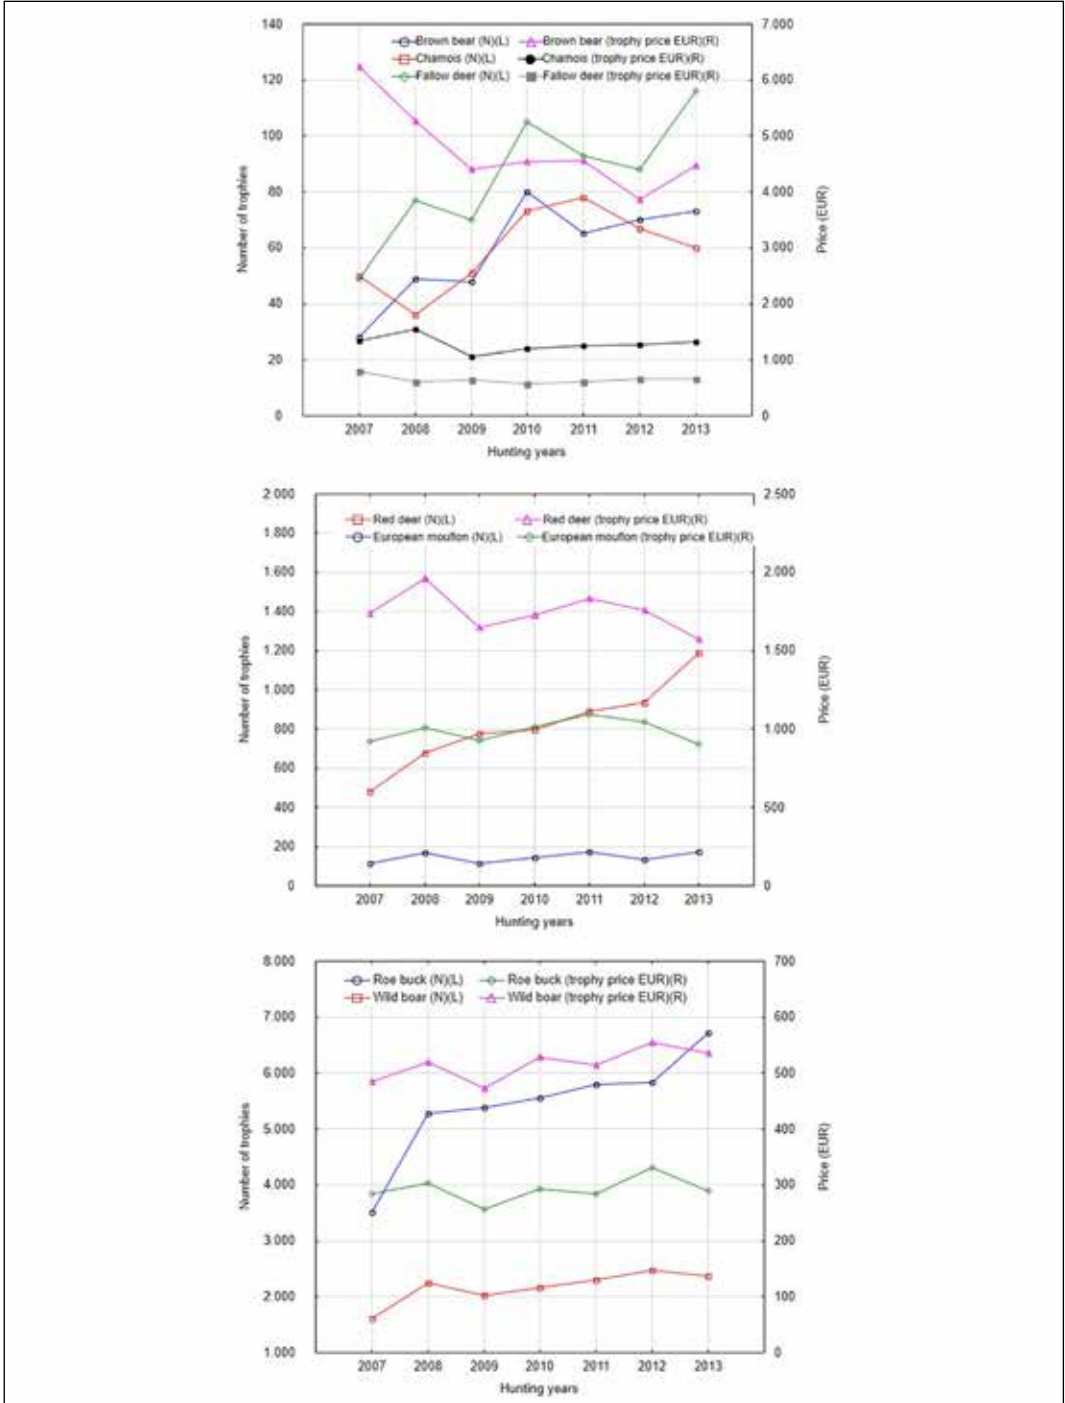 140 7.000
Brown bear (N)(L) Brown bear (trophy price EUR)(R)
Chamois (N)(L) Chamois (trophy price EUR)(R)
Fallow deer (N)(L) Fallow deer (trophy price EUR)(R)
120 6.000
100 5.000
80 4.000
Number of trophies
Price (EUR)
60 3.000
40 2.000
20 1.000
0 0
2007 2008 2009 2010 2011 2012 2013
Hunting years
2 000 2.500
Red deer (N)(L) Red deer (trophy price EUR)(R)
European mouflon (N)(L) European mouflon (trophy price EUR)(R)
1.800
1.600 2.000
1.400
1.200 1.500
Number of trophies
Price (EUR)
1.000
800 1.000
600
400 500
200
0 0
2007 2008 2009 2010 2011 2012 2013
Hunting years
8.000 700
Roe buck (N)(L) Roe buck (trophy price EUR)(R)
Wild boar (N)(L) Wild boar (trophy price EUR)(R)
7.000 600
6.000 500
5.000 400
Number of trophies
Price (EUR)
4.000 300
3 000 200
2 000 100
1.000 0
2007 2008 2009 2010 2011 2012 2013
Hunting years